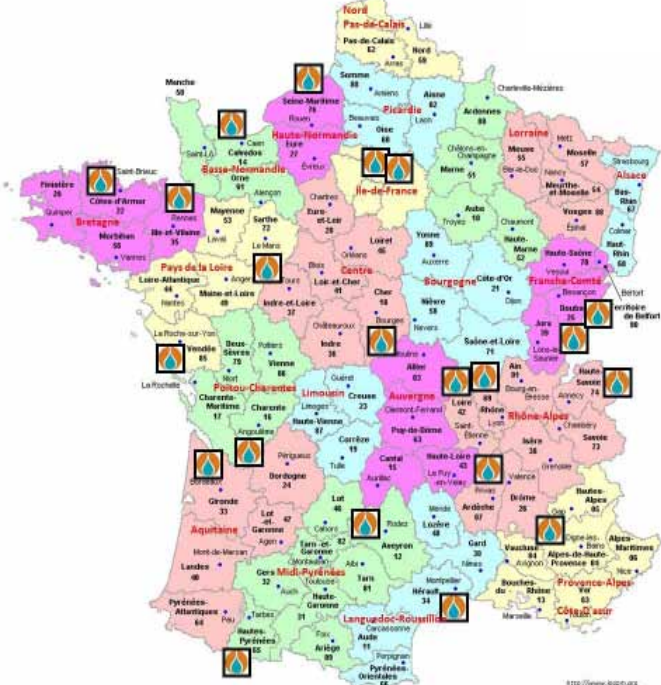 Nord
Pas-de-Calais
Lille
Pas-de-Calais
62
Nord
59
Arras
Manche
50
Somme
80
Amiens
Charleville-Mézières
Seine-Maritime
76
Rouen
Aisne
02
Picardie
Beauvais
Oise
60
Laon
Ardennes
08
Lorraine
Haute-Normandie
Eure
27
Évreux
Saint-Lô
Caen
Calvados
14
Basse-Normandie
Orne
61
Alençon
Châlons-en-
Champagne
Marne
51
Meuse
55
Bar-le-Duc
Metz
Moselle
57
Nancy
Meurthe-
et-Moselle
54
Strasbourg
Alsace
Bas-
Rhin
67
Île-de-France
Saint-Brieuc
Finistère
29
Côtes-d'Armor
22
Quimper
Bretagne
Rennes
Morbihan
56
Ille-et-Vilaine
35
Vannes
Mayenne
53
Laval
Sarthe
72
Le Mans
Chartres
Eure-
et-Loir
28
Aube
10
Troyes
Chaumont
Haute-
Marne
52
Vosges
88
Épinal
Colmar
Haut-
Rhin
68
Loiret
45
Orléans
Yonne
89
Auxerre
Haute-Saône
70
Vesoul
Belfort
Territoire
de Belfort
90
Pays de la Loire
Loire-Atlantique
44
Nantes
Maine-et-Loire
49
Tours
Blois
Centre
Loir-et-Cher
41
Indre-et-Loire
37
Cher
18
Bourges
Bourgogne
Côte-d'Or
21
Dijon
Nièvre
58
Nevers
Franche-Comté
Besançon
Doubs
25
Jura
39
Lons-le-
Saunier
La Roche-sur-Yon
Vendée
85
Deux-
Sèvres
79
Poitiers
Vienne
86
Châteauroux
Indre
36
Saône-et-Loire
71
Moulins
Allier
03
La Rochelle
Niort
Poitou-Charentes
Charente-
Maritime
17
Charente
16
Angoulême
Limousin
Guéret
Creuse
23
Limoges
Haute-Vienne
87
Auvergne
Clermont-Ferrand
Puy-de-Dôme
63
Loire
42
69
Rhône
Lyon
Ain
01
Bourg-en-
Bresse
Haute-
Savoie
74
Annecy
Rhône-Alpes
Saint-
Étienne
Chambéry
Savoie
73
Isère
38
Grenoble
Corrèze
19
Tulle
Périgueux
Dordogne
24
Cantal
15
Aurillac
Haute-Loire
43
Le Puy
-en-Velay
Privas
Valence
Ardèche
07
Drôme
26
Hautes-
Alpes
05
Gap
Bordeaux
Gironde
33
Lot
46
Cahors
Lot-
et-
Garonne
47
Agen
Rodez
Aveyron
12
Mende
Lozère
48
Aquitaine
Mont-de-Marsan
Landes
40
Tarn-et-
Garonne
82
Montauban
Albi
Tarn
81
Gers
32
Auch
Midi-Pyrénées
Toulouse
Haute-
Garonne
31
Gard
30
Nîmes
Vaucluse
84
Avignon
Digne-les-
Bains
Alpes-de-Haute-
Provence
Alpes-
Maritimes
06
Nice
Montpellier
Hérault
34
Bouches-
du-
Rhône
13
Marseille
Provence-Alpes-
Var
83
Côte-D'azur
Pyrénées-
Atlantiques
64
Pau
Tarbes
Hautes-
Pyrénées
65
Foix
Ariège
09
Languedoc-Roussillon
Carcassonne
Aude
11
Perpignan
Pyrénées-
Orientales